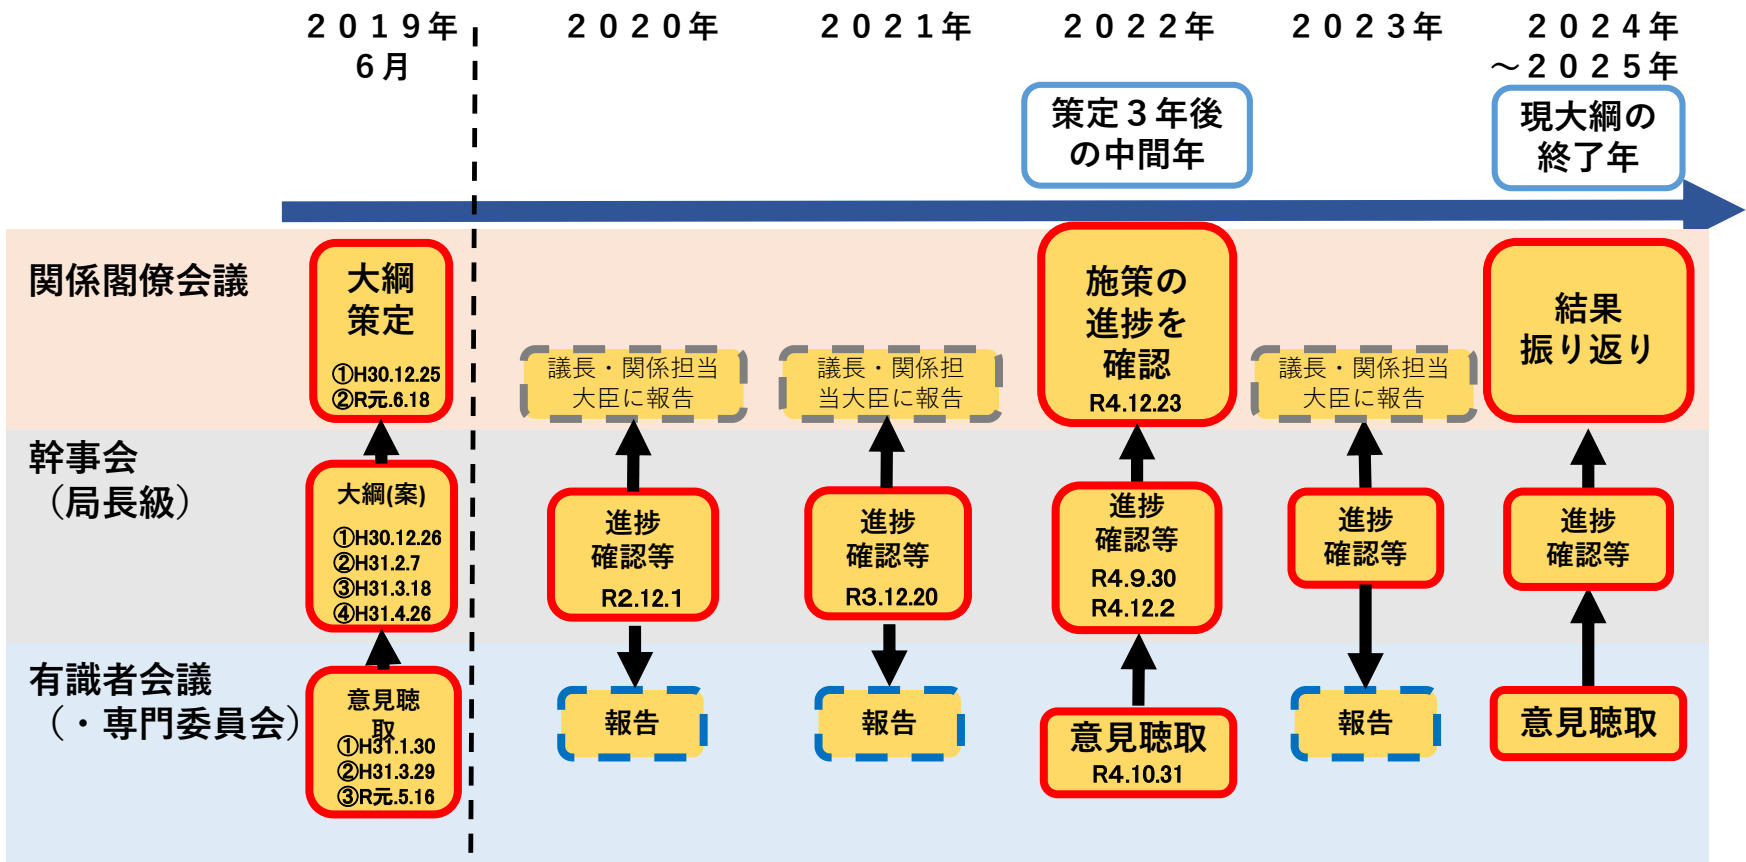 ２０１９年
６月
２０２０年
２０２１年
２０２２年
２０２３年
２０２４年
～２０２５年
策定３年後
の中間年
現大綱の
終了年
関係閣僚会議
大綱
策定
①H30.12.25
②R元.6.18
議長・関係担当
大臣に報告
議長・関係担
当大臣に報告
施策の
進捗を
確認
R4.12.23
議長・関係担当
大臣に報告
結果
振り返り
幹事会
（局長級）
大綱(案)
①H30.12.26
②H31.2.7
③H31.3.18
④H31.4.26
進捗
確認等
R2.12.1
進捗
確認等
R3.12.20
進捗
確認等
R4.9.30
R4.12.2
進捗
確認等
進捗
確認等
有識者会議
（・専門委員会）
意見聴
取
①H31.1.30
②H31.3.29
③R元.5.16
報告
報告
意見聴取
R4.10.31
報告
意見聴取